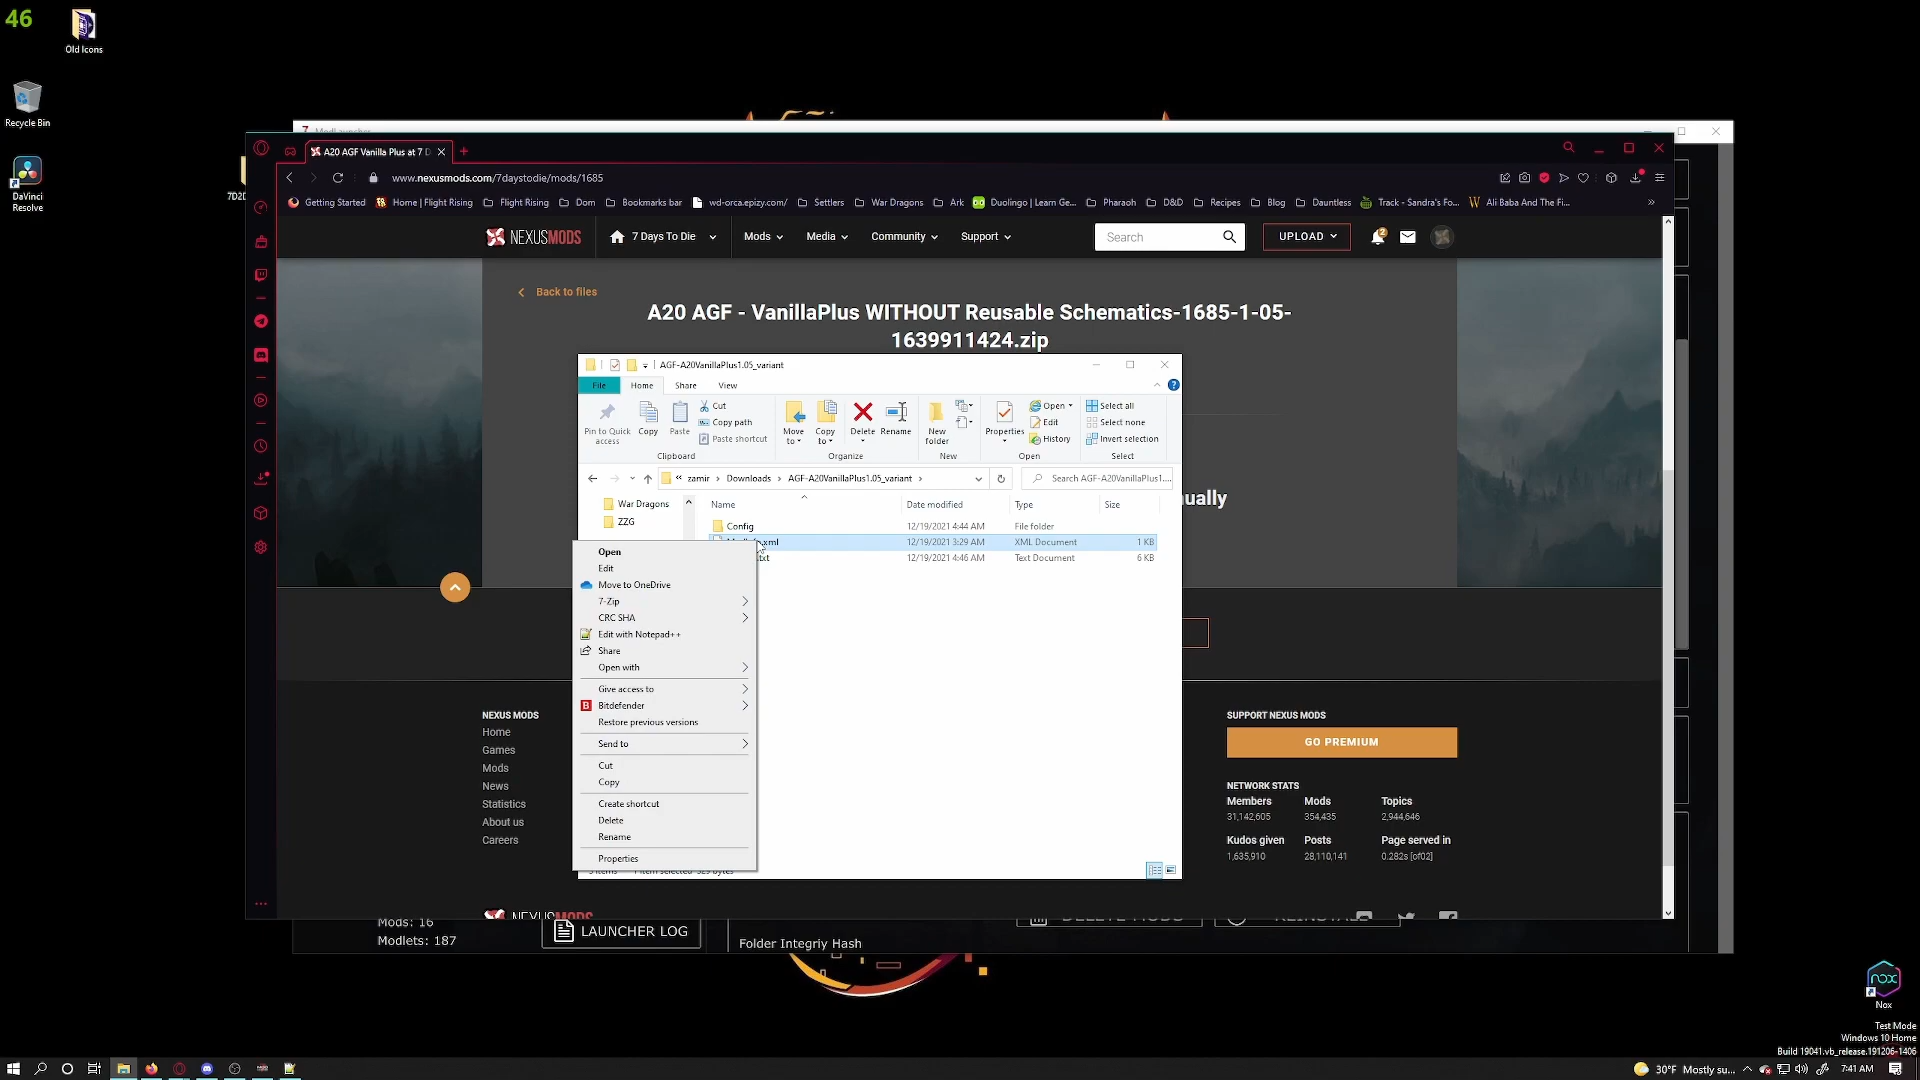 46
Old Icons
Recycle Bin
DaVinci
Resolve
A20 AGF Vanilla Plus at 7 D
www.nexusmods.com/7daystodie/mods/1685
Getting Started
Home | Flight Rising
Flight Rising
Dom
Bookmarks bar
wd-orca.epizy.com/
Settlers
War Dragons
Ark
Duolingo | Learn Ge...
Pharaoh
D&D
Recipes
Blog
Dauntless
Track - Sandra's Fo...
Ali Baba And The Fi...
NEXUSMODS
7 Days To Die
Mods
Media
Community
Support
Search
UPLOAD
2
Back to files
A20 AGF - VanillaPlus WITHOUT Reusable Schematics-1685-1-05-
1639911424.zip
AGF-A20VanillaPlus1.05_variant
File
Home
Share
View
Pin to Quick
access
Copy
Paste
Cut
Copy path
Paste shortcut
Move
to
Copy
to
Delete
Rename
New
folder
Properties
Open
Edit
History
Select all
Select none
Invert selection
Clipboard
Organize
New
Open
Select
« zamir > Downloads > AGF-A20VanillaPlus1.05_variant >
Search AGF-A20VanillaPlus1....
Name
Date modified
Type
Size
War Dragons
ZZG
Config
12/19/2021 4:44 AM
File folder
12/19/2021 3:29 AM
XML Document
1 KB
12/19/2021 4:46 AM
Text Document
6 KB
Open
Edit
Move to OneDrive
7-Zip
CRC SHA
Edit with Notepad++
Share
Open with
Give access to
Bitdefender
Restore previous versions
Send to
Cut
Copy
Create shortcut
Delete
Rename
Properties
NEXUS MODS
Home
Games
Mods
News
Statistics
About us
Careers
SUPPORT NEXUS MODS
GO PREMIUM
NETWORK STATS
Members
Mods
Topics
31,142,605
354,435
2,944,646
Kudos given
Posts
Page served in
1,635,910
28,110,141
0.282s [of02]
Mods: 16
Modlets: 187
LAUNCHER LOG
Folder Integriy Hash
DELETE MODS
nox
Nox
Test Mode
Windows 10 Home
Build 19041.vb_release.191206-1406
30°F Mostly su...
7:41 AM